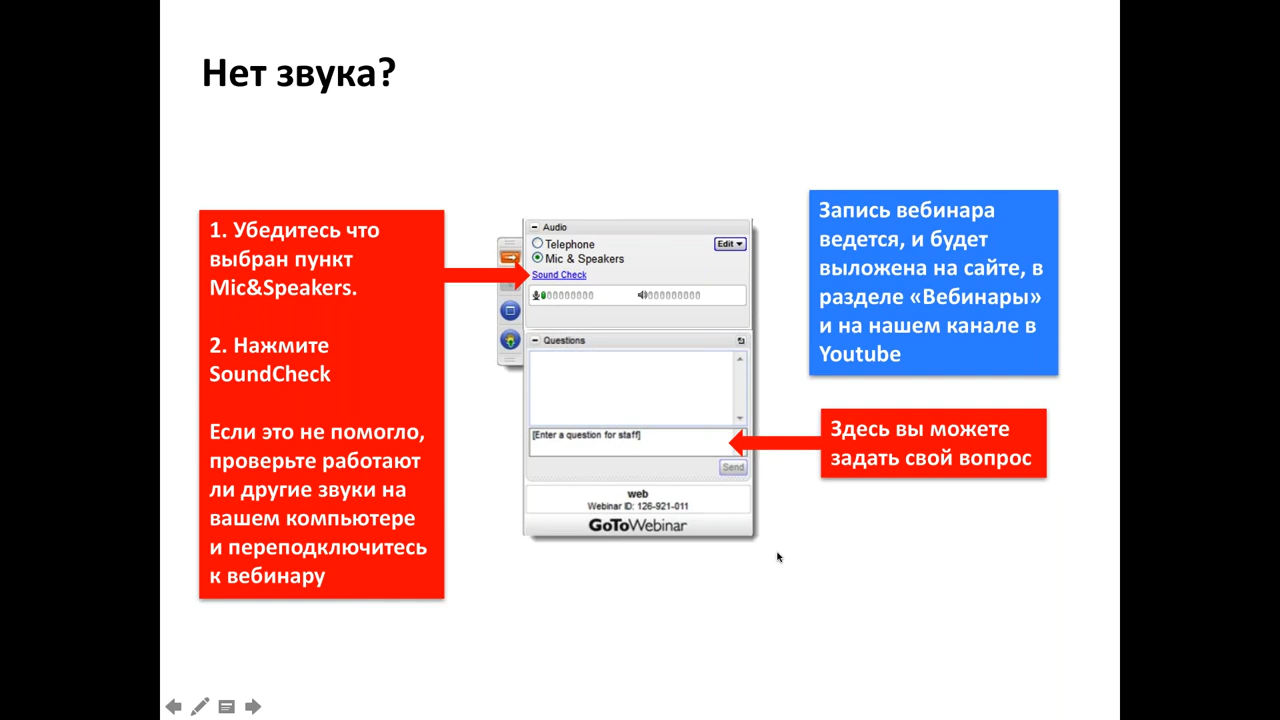 Нет звука?
1. Убедитесь что
выбран пункт
Mic&Speakers.
2. Нажмите
SoundCheck
Если это не помогло,
проверьте работают
ли другие звуки на
вашем компьютере
и переподключитесь
к вебинару
Audio
Telephone
Edit
Mic & Speakers
Sound Check
Questions
[Enter a question for staff]
Send
web
Webinar ID: 126-921-011
GoToWebinar
Запись вебинара
ведется, и будет
выложена на сайте, в
разделе «Вебинары»
и на нашем канале в
Youtube
Здесь вы можете
задать свой вопрос